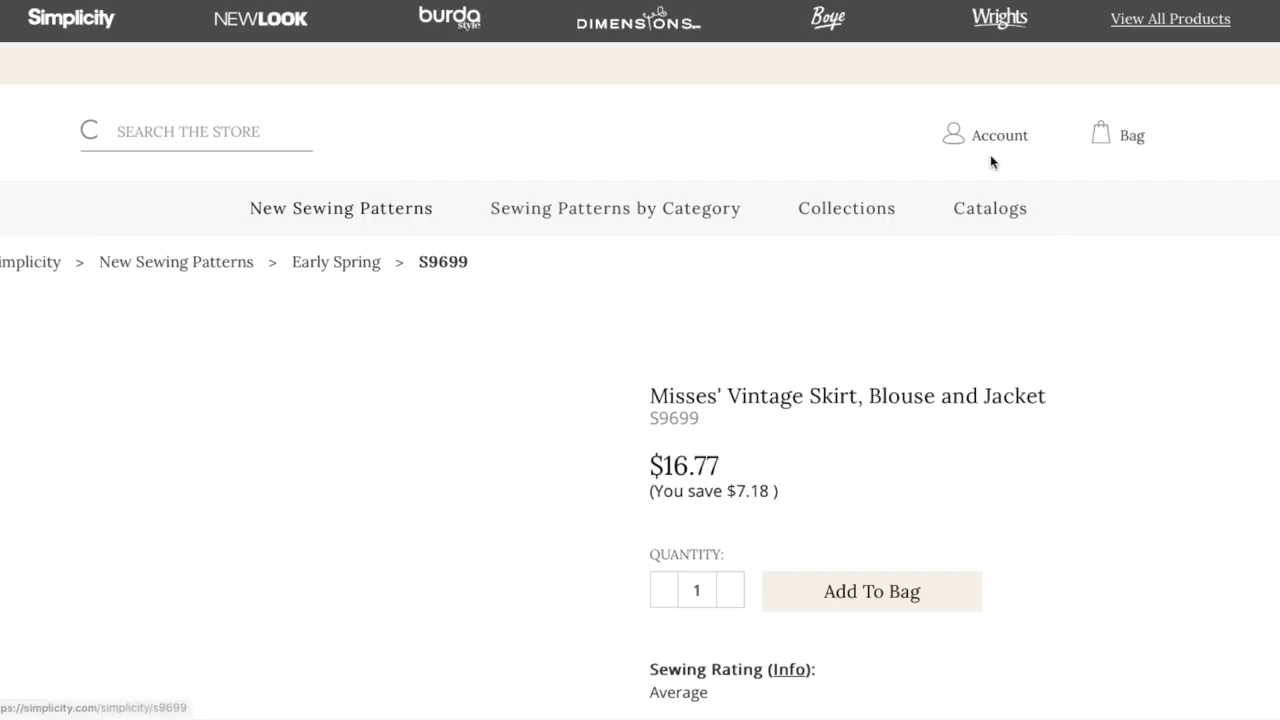 Simplicity NEWLOOK burda style DIMENSIONS Boye Wrights View All Products
SEARCH THE STORE Account Bag
New Sewing Patterns Sewing Patterns by Category Collections Catalogs
implicity > New Sewing Patterns > Early Spring > S9699
Misses' Vintage Skirt, Blouse and Jacket
S9699
$16.77
(You save $7.18 )
QUANTITY:
1 Add To Bag
Sewing Rating (Info):
Average
ps://simplicity.com/simplicity/s9699